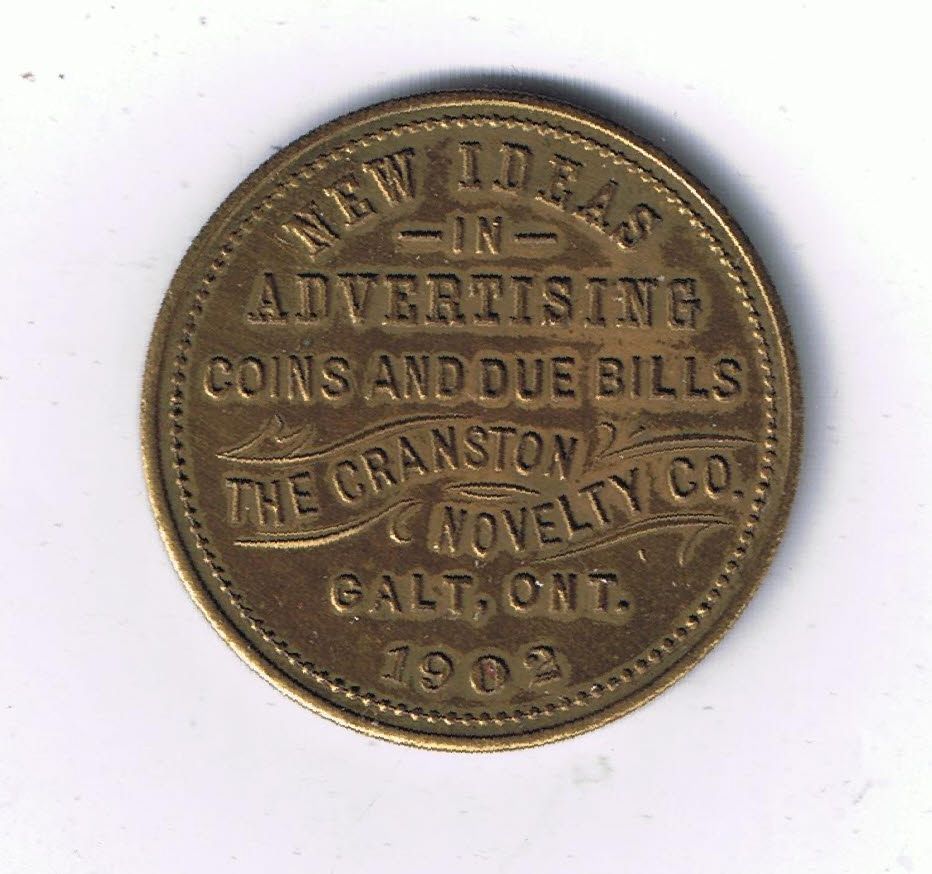 NEW IDEAS
—IN—
ADVERTISING
COINS AND DUE BILLS
THE CRANSTON
NOVELTY CO.
GALT, ONT.
1902